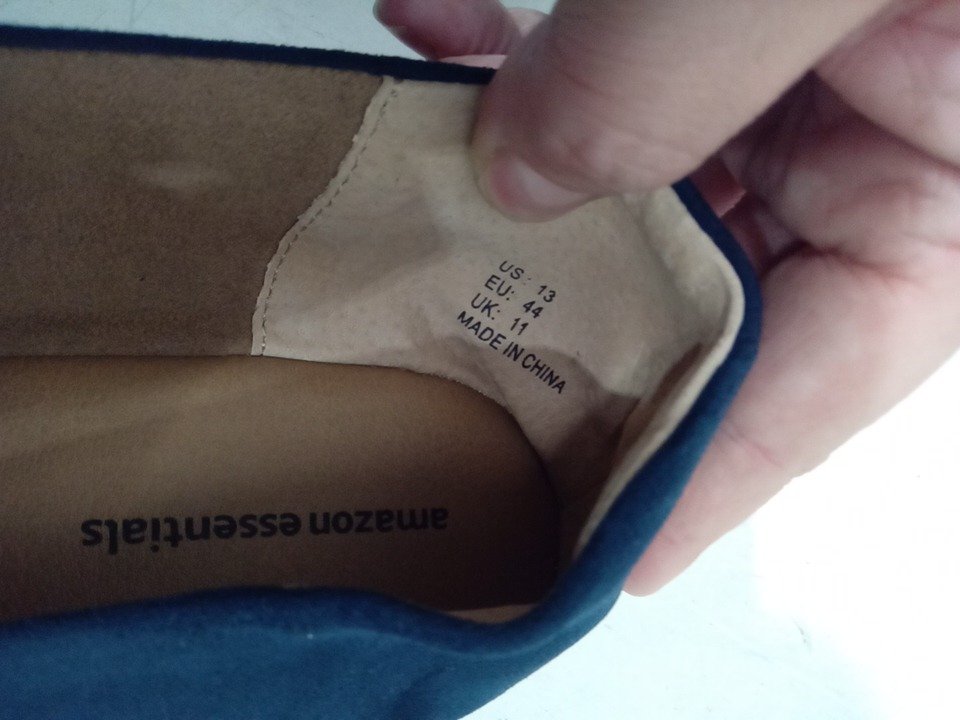 US: 13
EU: 44
UK: 11
MADE IN CHINA
amazon essentials